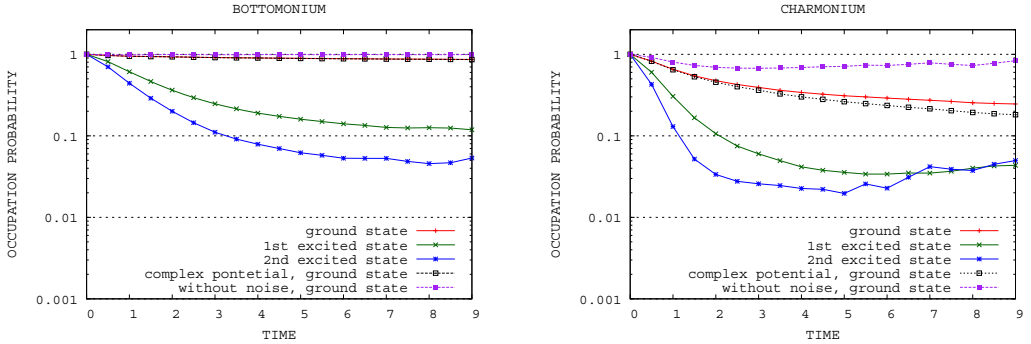 BOTTOMONIUM
OCCUPATION PROBABILITY
1
0.1
0.01
0.001
ground state
1st excited state
2nd excited state
complex pontetial, ground state
without noise, ground state
0 1 2 3 4 5 6 7 8 9
TIME
CHARMONIUM
OCCUPATION PROBABILITY
1
0.1
0.01
0.001
ground state
1st excited state
2nd excited state
complex potential, ground state
without noise, ground state
0 1 2 3 4 5 6 7 8 9
TIME